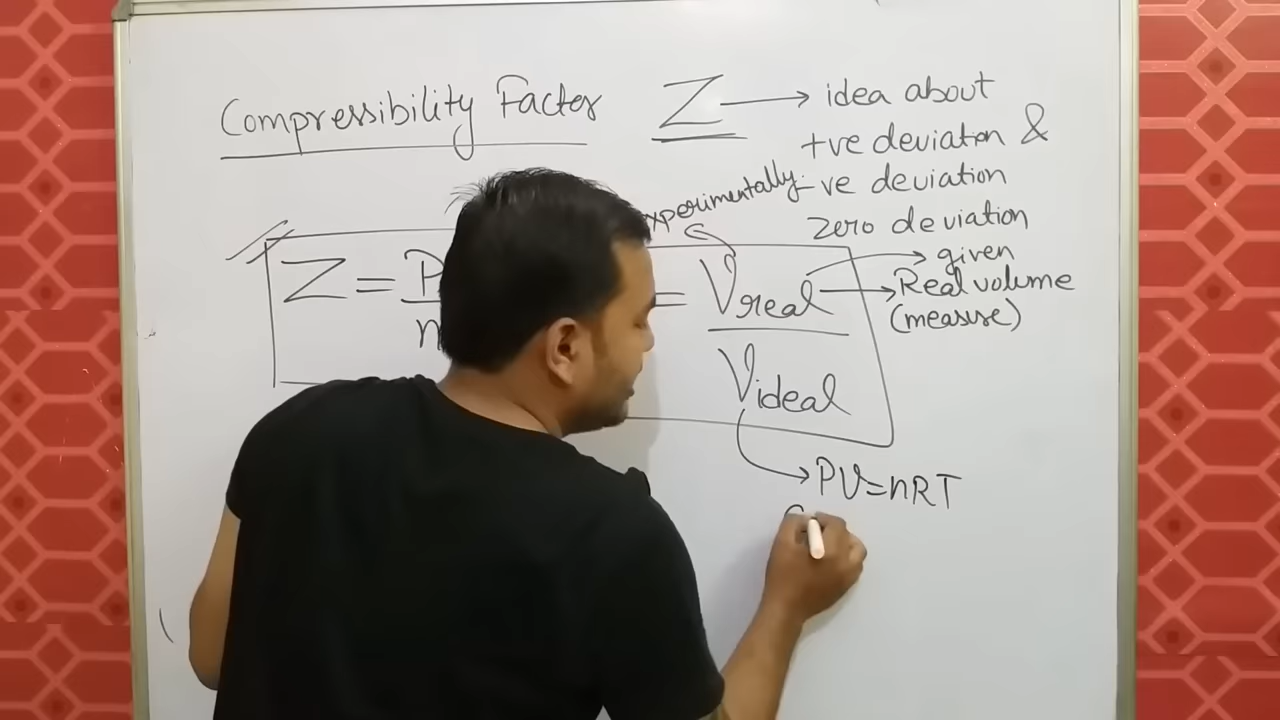 Compressibility Factor Z → idea about
+ve deviation &
-ve deviation
zero deviation
experimentally
given
Z = P = Vreal → Real volume
n Videal (measure)
PV=nRT